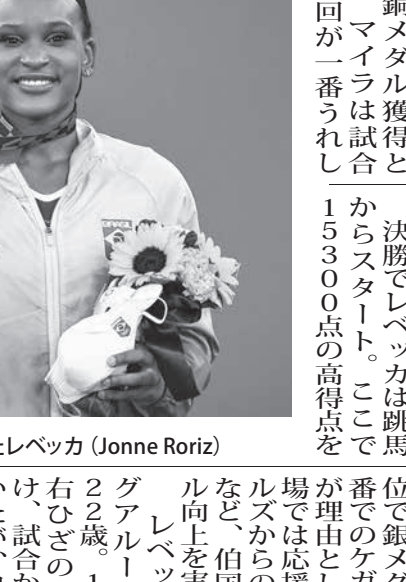 銅メダル獲得と
マイラは試合
回が一番うれし
決勝でレベッカは跳馬
からスタート。ここで
15300点の高得点を
BRASIL
レベッカ（Jonne Roriz）
位で銀メダ
番でのケガ
が理由とし
場では応援
ルズからの
など、伯国
ル向上を実
レベッ
グアルー
22歳。1
右ひざの
け、試合か